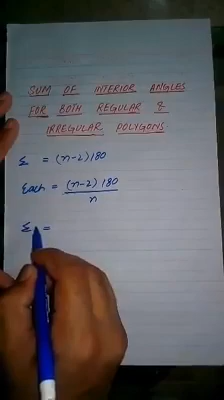 SUM OF INTERIOR ANGLES
FOR BOTH REGULAR &
IRREGULAR POLYGONS
Σ = (n-2)180
Each = (n-2)180
n
Σ =